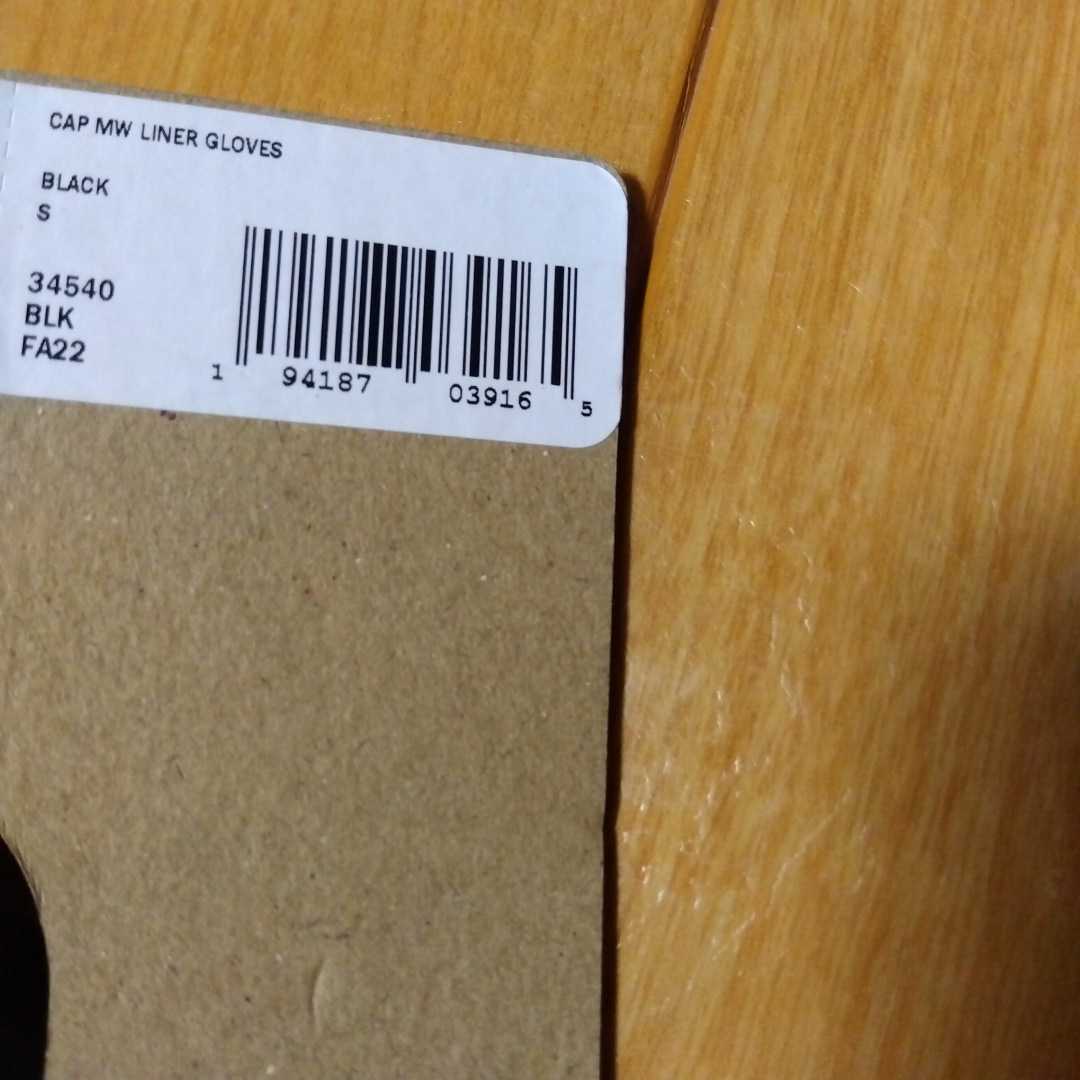 CAP MW LINER GLOVES
BLACK
S
34540
BLK
FA22
1 94187 03916 5